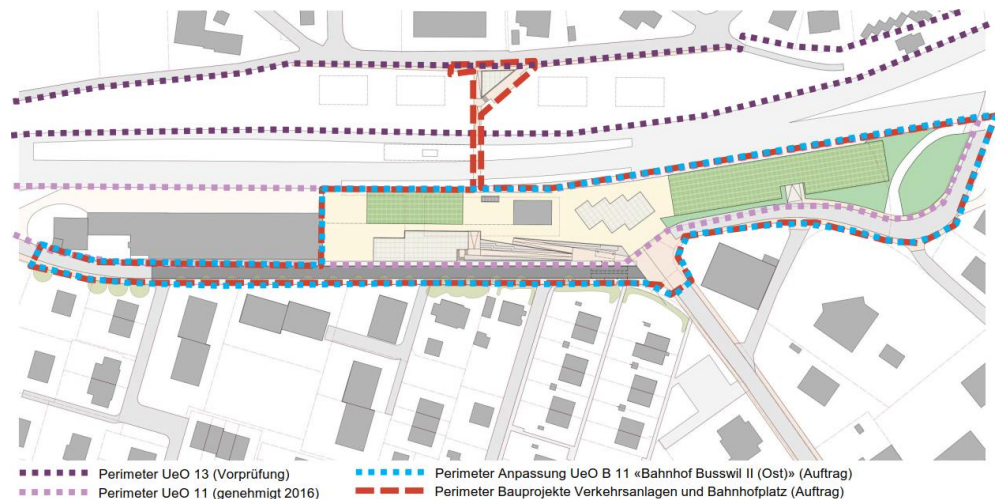 Perimeter UeO 13 (Vorprüfung)
Perimeter UeO 11 (genehmigt 2016)
Perimeter Anpassung UeO B 11 «Bahnhof Busswil II (Ost)» (Auftrag)
Perimeter Bauprojekte Verkehrsanlagen und Bahnhofplatz (Auftrag)